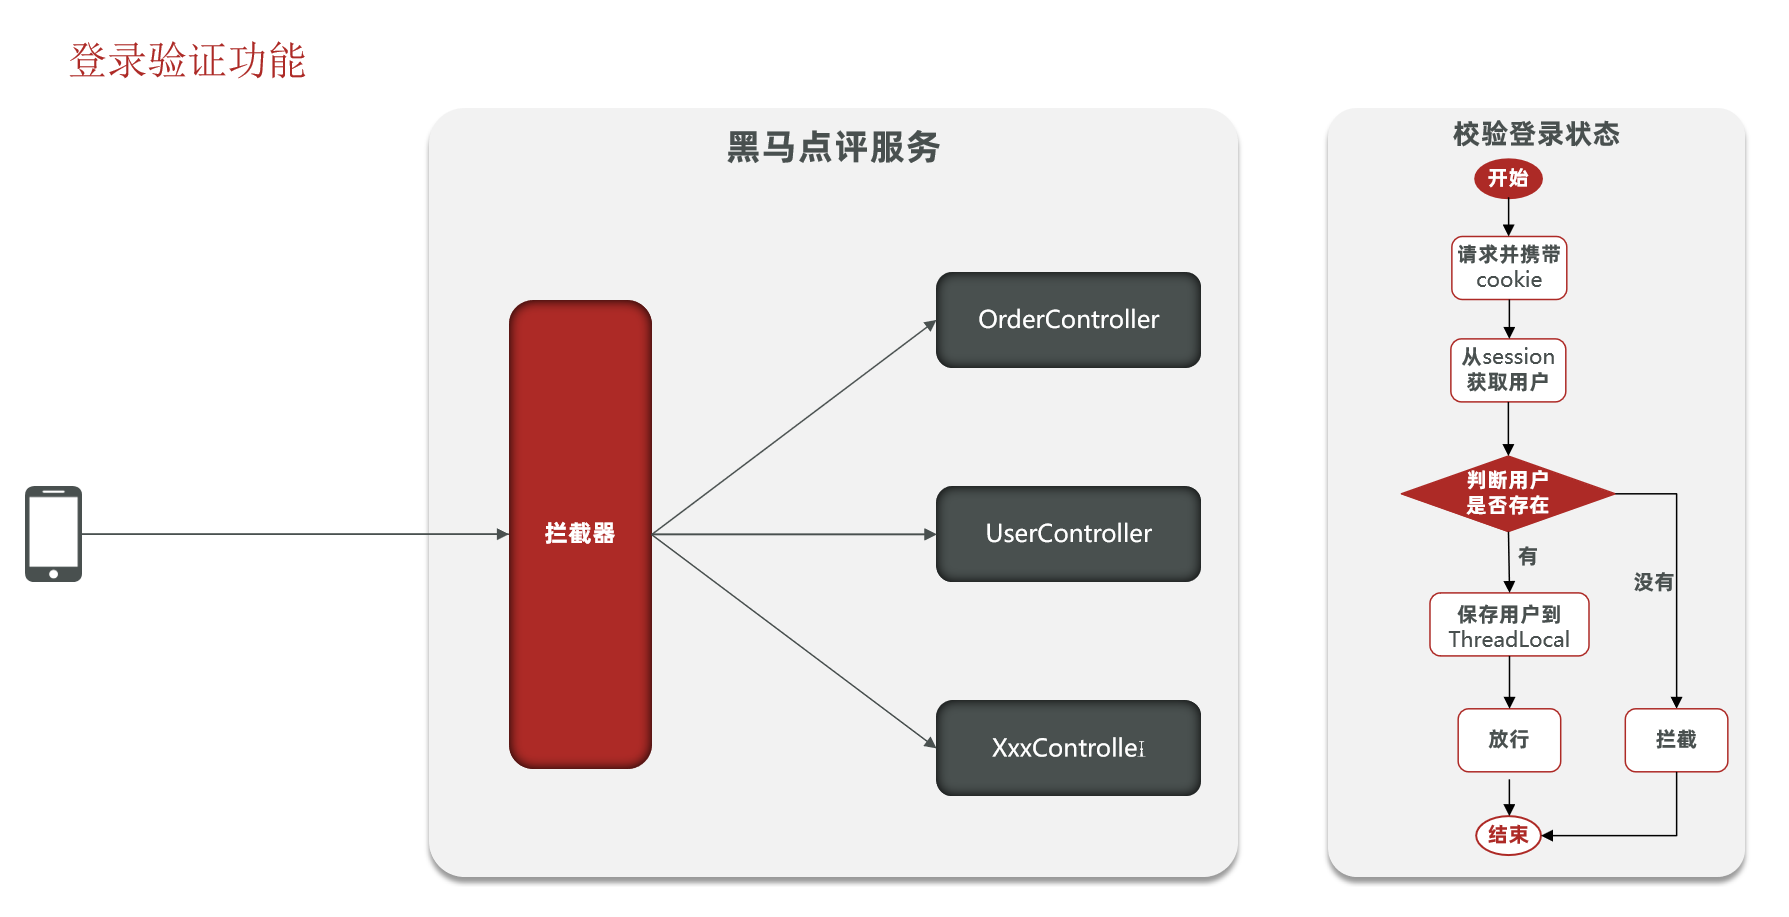 登录验证功能
黑马点评服务
拦截器
OrderController
UserController
XxxControlle
校验登录状态
开始
请求并携带
cookie
从session
获取用户
判断用户
是否存在
有
没有
保存用户到
ThreadLocal
放行
拦截
结束